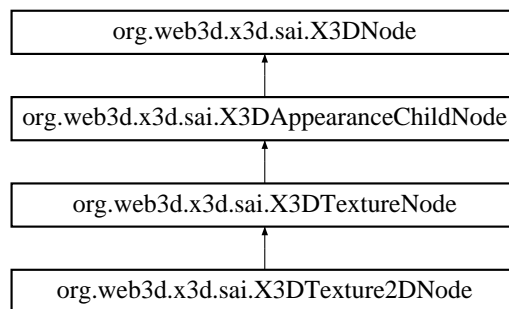 org.web3d.x3d.sai.X3DNode
org.web3d.x3d.sai.X3DAppearanceChildNode
org.web3d.x3d.sai.X3DTextureNode
org.web3d.x3d.sai.X3DTexture2DNode